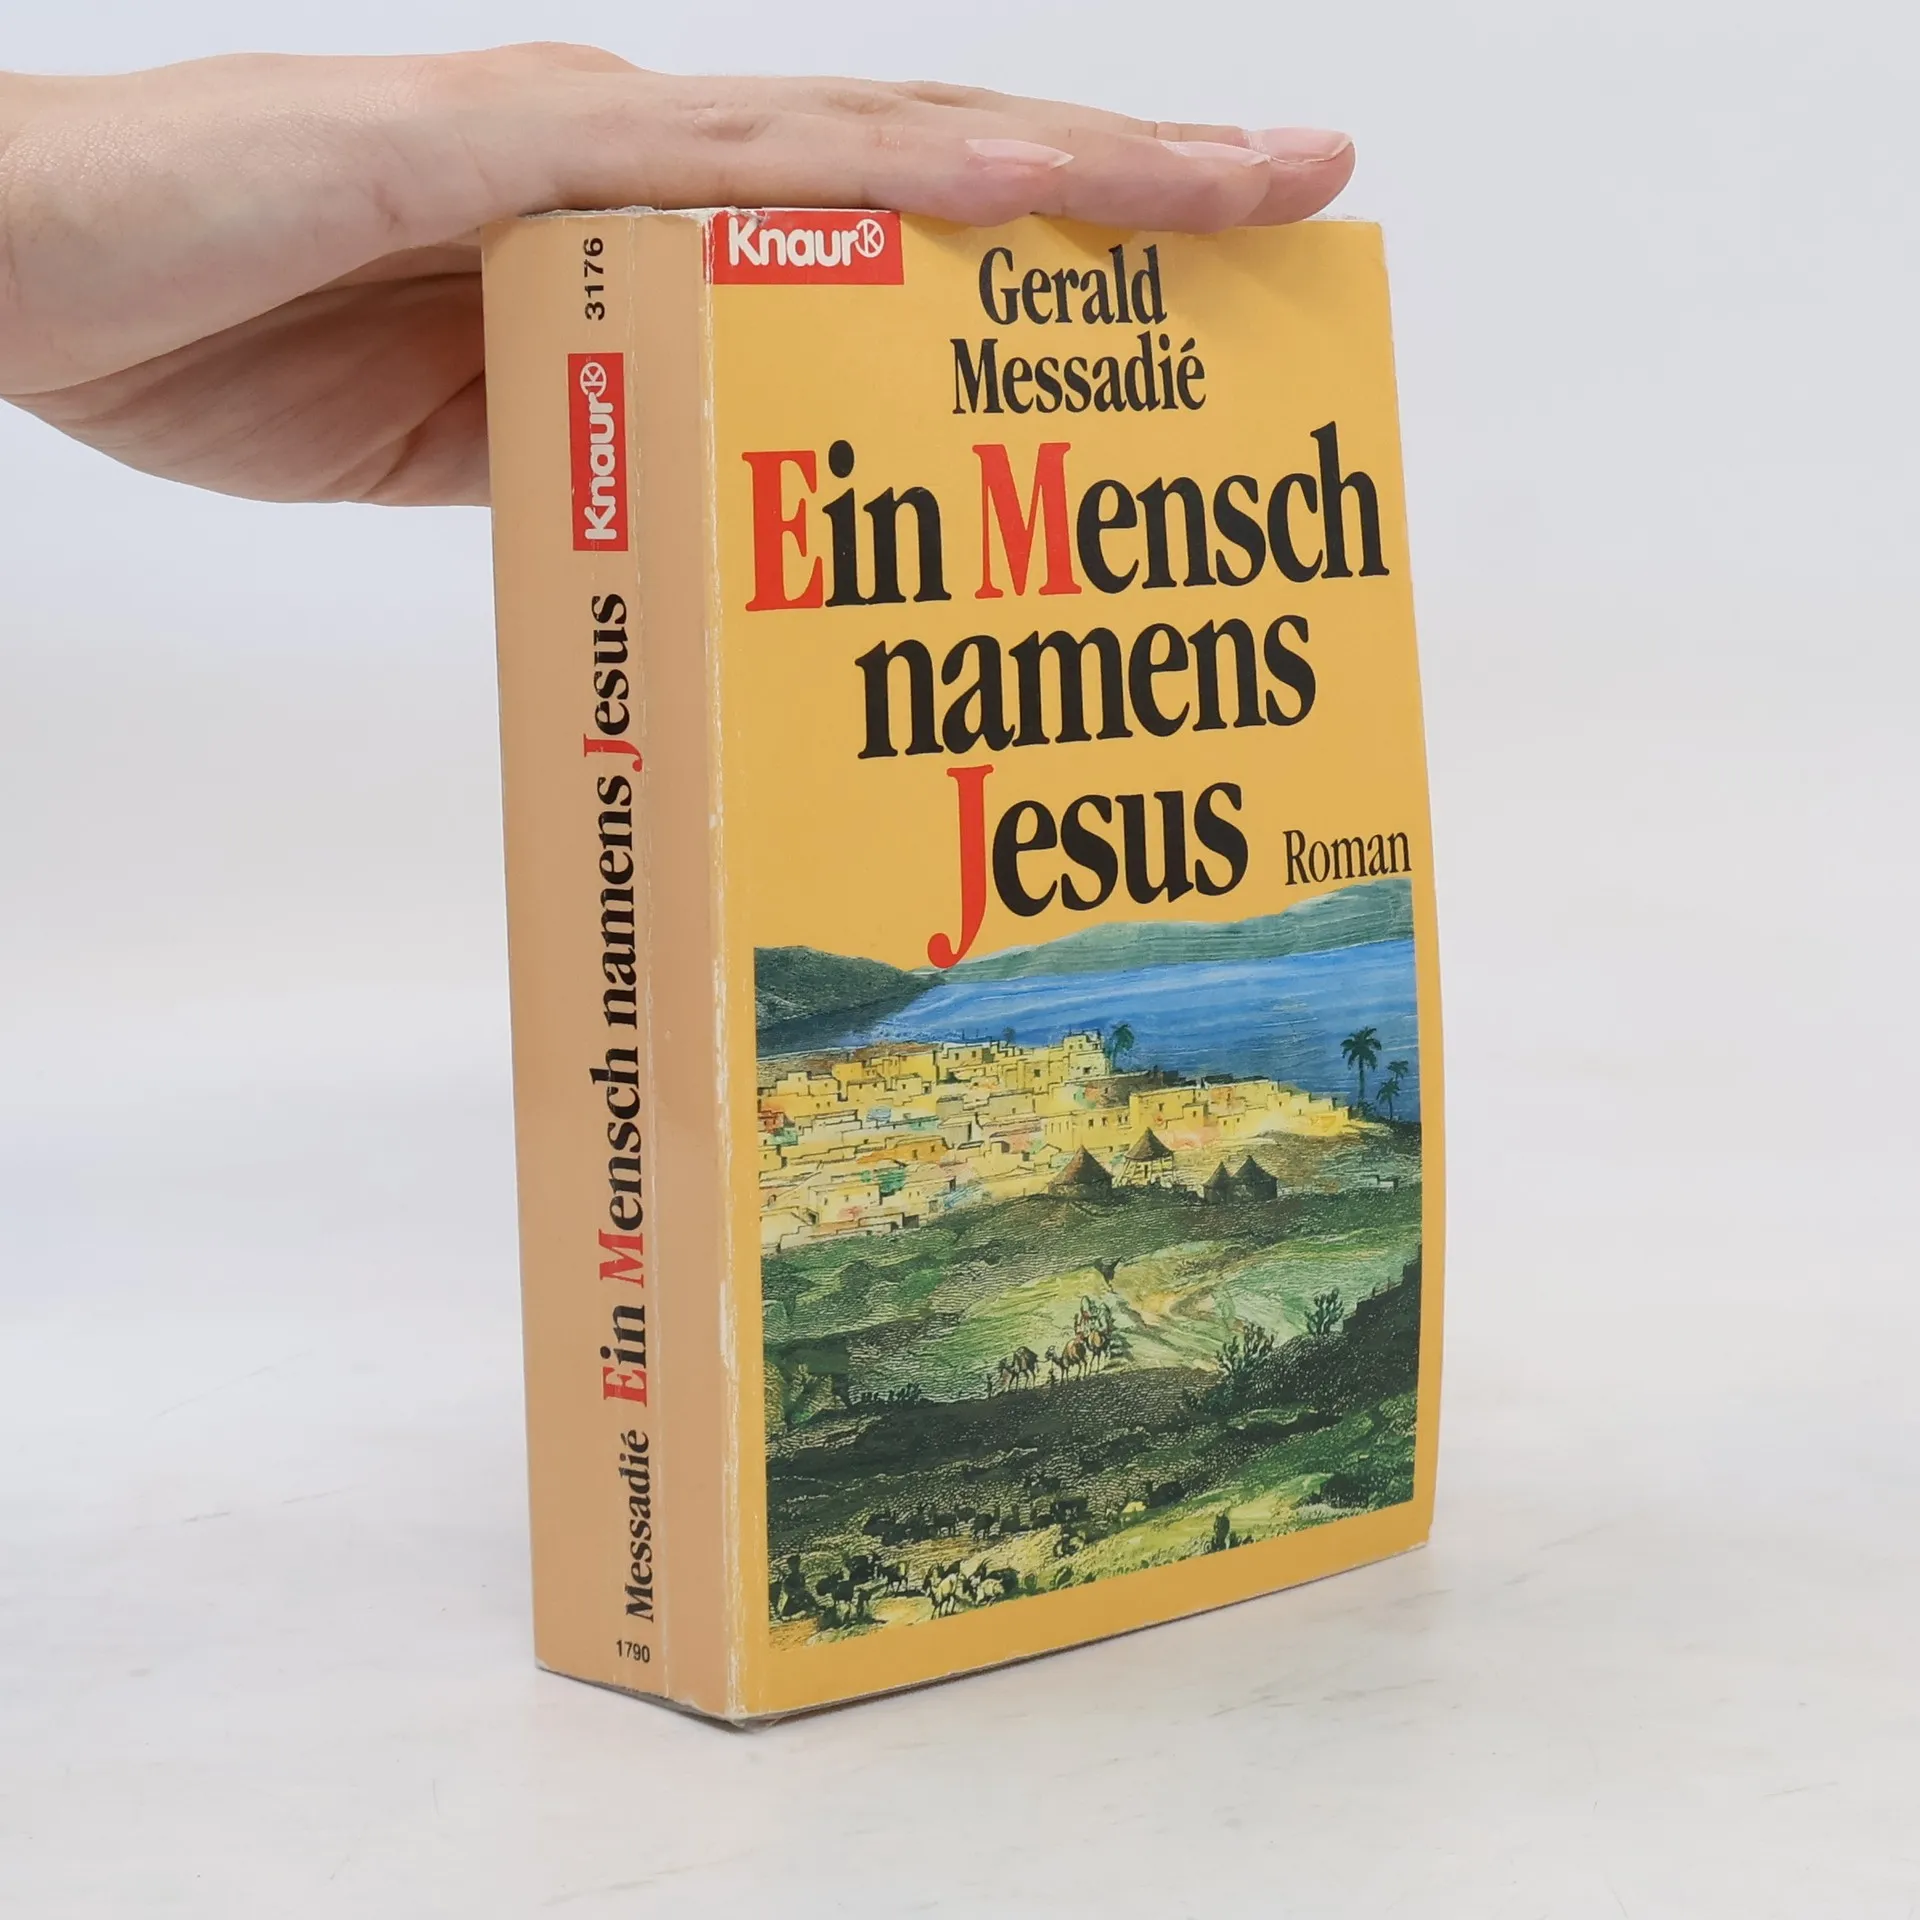 Knaur
Gerald
Messadié
Ein Mensch
namens
Jesus
Roman
3176
Knaur
Messadié Ein Mensch namens Jesus
1790